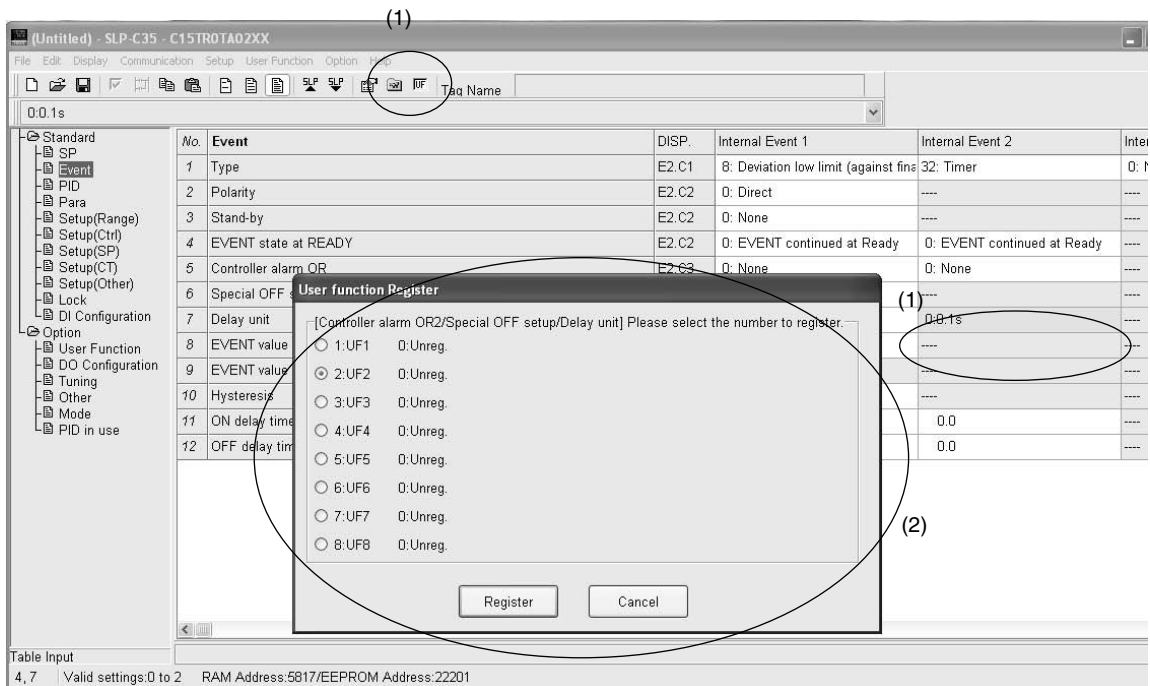 (1)
(Untitled) - SLP-C35 - C15TR0TA02XX
File Edit Display Communication Setup User Function Option Help
SLP SLP UF Tag Name
0:0.1s
Standard
SP
Event
PID
Para
Setup(Range)
Setup(Ctrl)
Setup(SP)
Setup(CT)
Setup(Other)
Lock
DI Configuration
Option
User Function
DO Configuration
Tuning
Other
Mode
PID in use
No. Event DISP. Internal Event 1 Internal Event 2 Inter
1 Type E2.C1 8: Deviation low limit (against fina 32: Timer 0: N
2 Polarity E2.C2 0: Direct ---- ----
3 Stand-by E2.C2 0: None ---- ----
4 EVENT state at READY E2.C2 0: EVENT continued at Ready 0: EVENT continued at Ready ----
5 Controller alarm OR E2.C3 0: None 0: None ----
6 Special OFF s ---- ----
7 Delay unit 0:0.1s ----
8 EVENT value ---- ----
9 EVENT value ---- ----
10 Hysteresis ---- ----
11 ON delay time 0.0 ----
12 OFF delay tim 0.0 ----
User function Register
[Controller alarm OR2/Special OFF setup/Delay unit] Please select the number to register.
1:UF1 0:Unreg.
2:UF2 0:Unreg.
3:UF3 0:Unreg.
4:UF4 0:Unreg.
5:UF5 0:Unreg.
6:UF6 0:Unreg.
7:UF7 0:Unreg.
8:UF8 0:Unreg.
Register Cancel
(1)
(2)
Table Input
4, 7 Valid settings:0 to 2 RAM Address:5817/EEPROM Address:22201